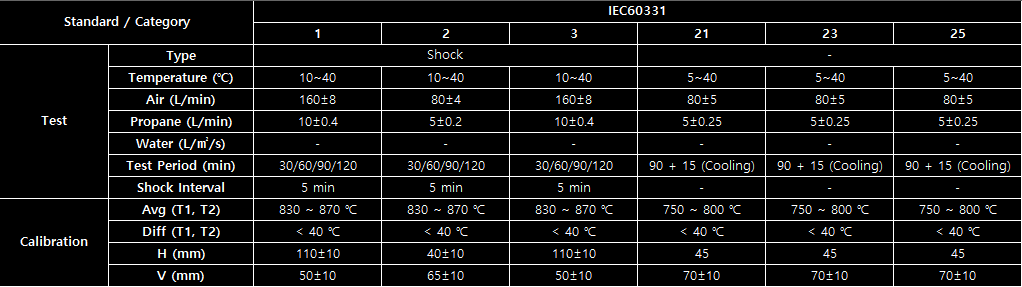 Standard / Category IEC60331
1 2 3 21 23 25
Test
Type Shock -
Temperature (℃) 10~40 10~40 10~40 5~40 5~40 5~40
Air (L/min) 160±8 80±4 160±8 80±5 80±5 80±5
Propane (L/min) 10±0.4 5±0.2 10±0.4 5±0.25 5±0.25 5±0.25
Water (L/㎡/s) - - - - - -
Test Period (min) 30/60/90/120 30/60/90/120 30/60/90/120 90 + 15 (Cooling) 90 + 15 (Cooling) 90 + 15 (Cooling)
Shock Interval 5 min 5 min 5 min - - -
Calibration
Avg (T1, T2) 830 ~ 870 ℃ 830 ~ 870 ℃ 830 ~ 870 ℃ 750 ~ 800 ℃ 750 ~ 800 ℃ 750 ~ 800 ℃
Diff (T1, T2) < 40 ℃ < 40 ℃ < 40 ℃ < 40 ℃ < 40 ℃ < 40 ℃
H (mm) 110±10 40±10 110±10 45 45 45
V (mm) 50±10 65±10 50±10 70±10 70±10 70±10